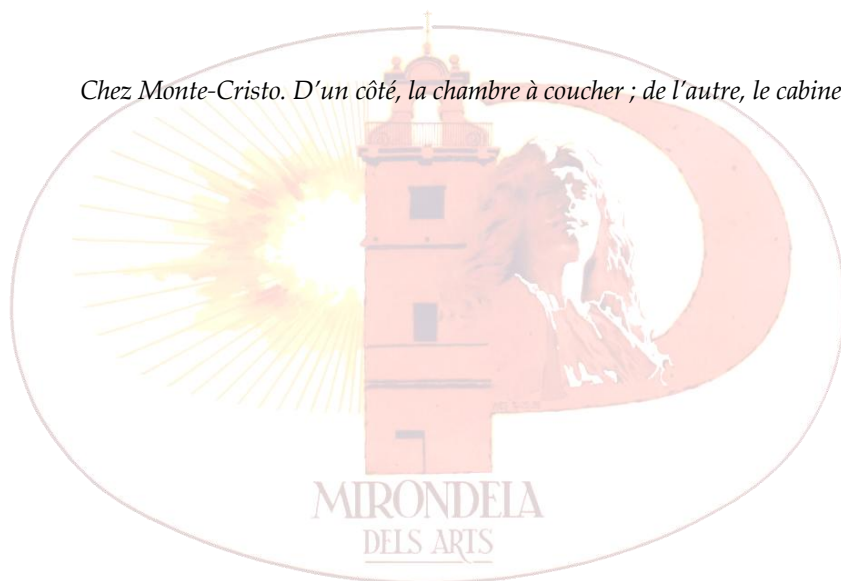 Chez Monte-Cristo. D'un côté, la chambre à coucher ; de l'autre, le cabine
MIRONDELA
DELS ARTS